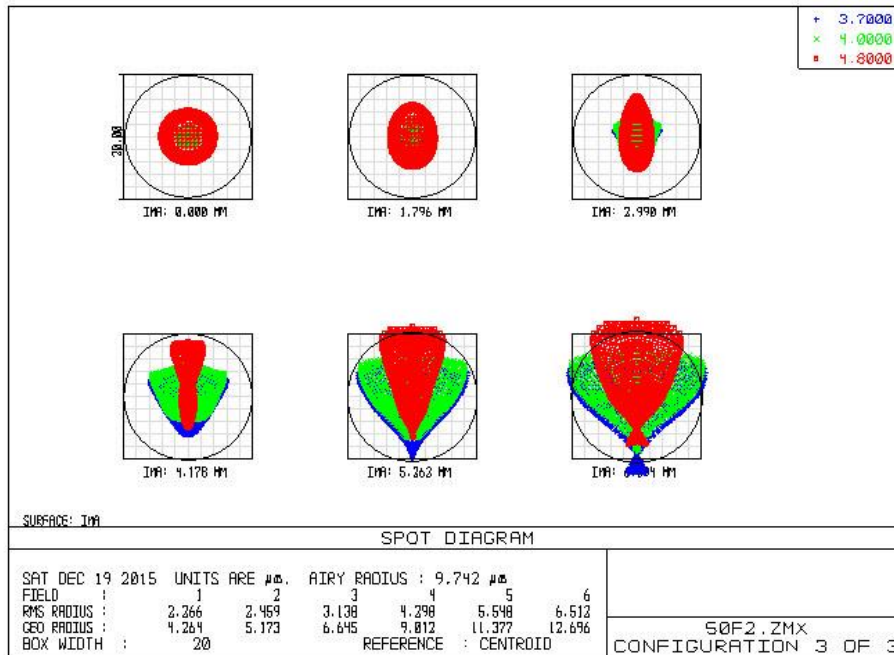 + 3.7000
× 4.0000
¤ 4.8000
20.00
IMA: 0.000 MM
IMA: 1.796 MM
IMA: 2.990 MM
IMA: 4.178 MM
IMA: 5.363 MM
MM
SURFACE: IMA
SPOT DIAGRAM
SAT DEC 19 2015 UNITS ARE µm. AIRY RADIUS : 9.742 µm
FIELD : 1 2 3 4 5 6
RMS RADIUS : 2.266 2.459 3.138 4.298 5.548 6.512
GEO RADIUS : 4.264 5.173 6.645 9.012 11.377 12.696
BOX WIDTH : 20 REFERENCE : CENTROID
50F2.ZMX
CONFIGURATION 3 OF 3